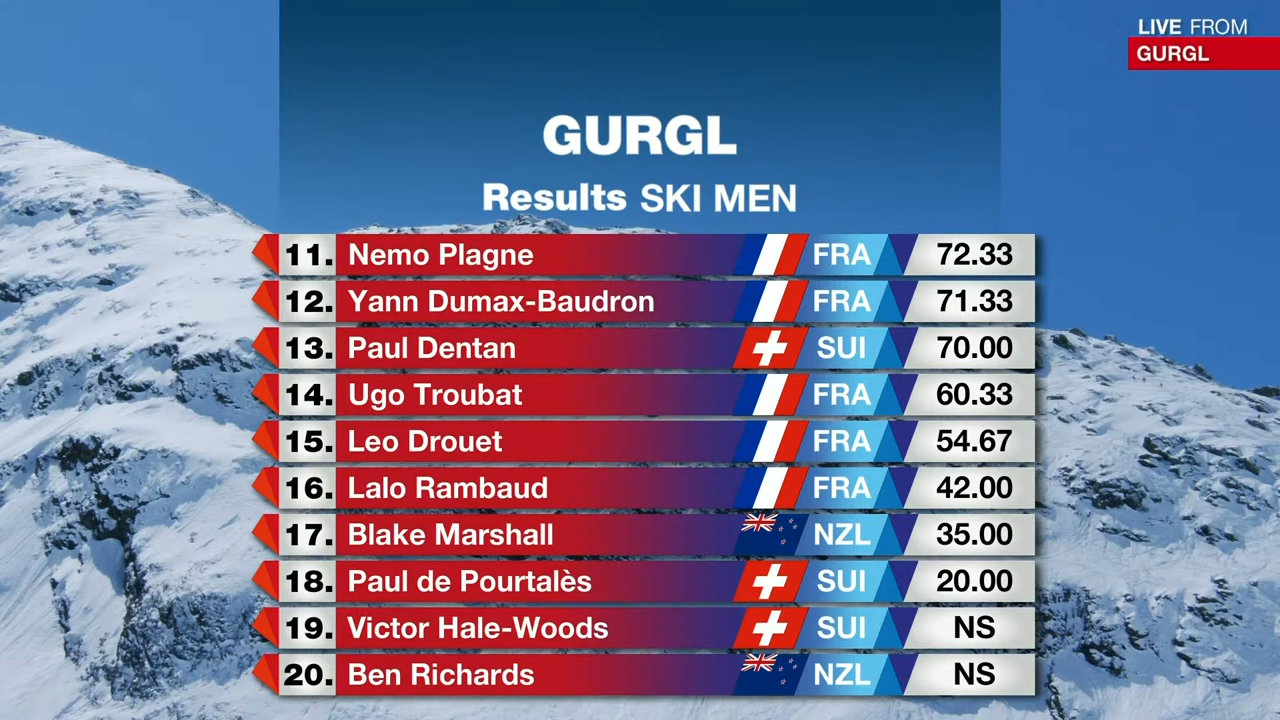 LIVE FROM
GURGL
GURGL
Results SKI MEN
11. Nemo Plagne FRA 72.33
12. Yann Dumax-Baudron FRA 71.33
13. Paul Dentan SUI 70.00
14. Ugo Troubat FRA 60.33
15. Leo Drouet FRA 54.67
16. Lalo Rambaud FRA 42.00
17. Blake Marshall NZL 35.00
18. Paul de Pourtalès SUI 20.00
19. Victor Hale-Woods SUI NS
20. Ben Richards NZL NS